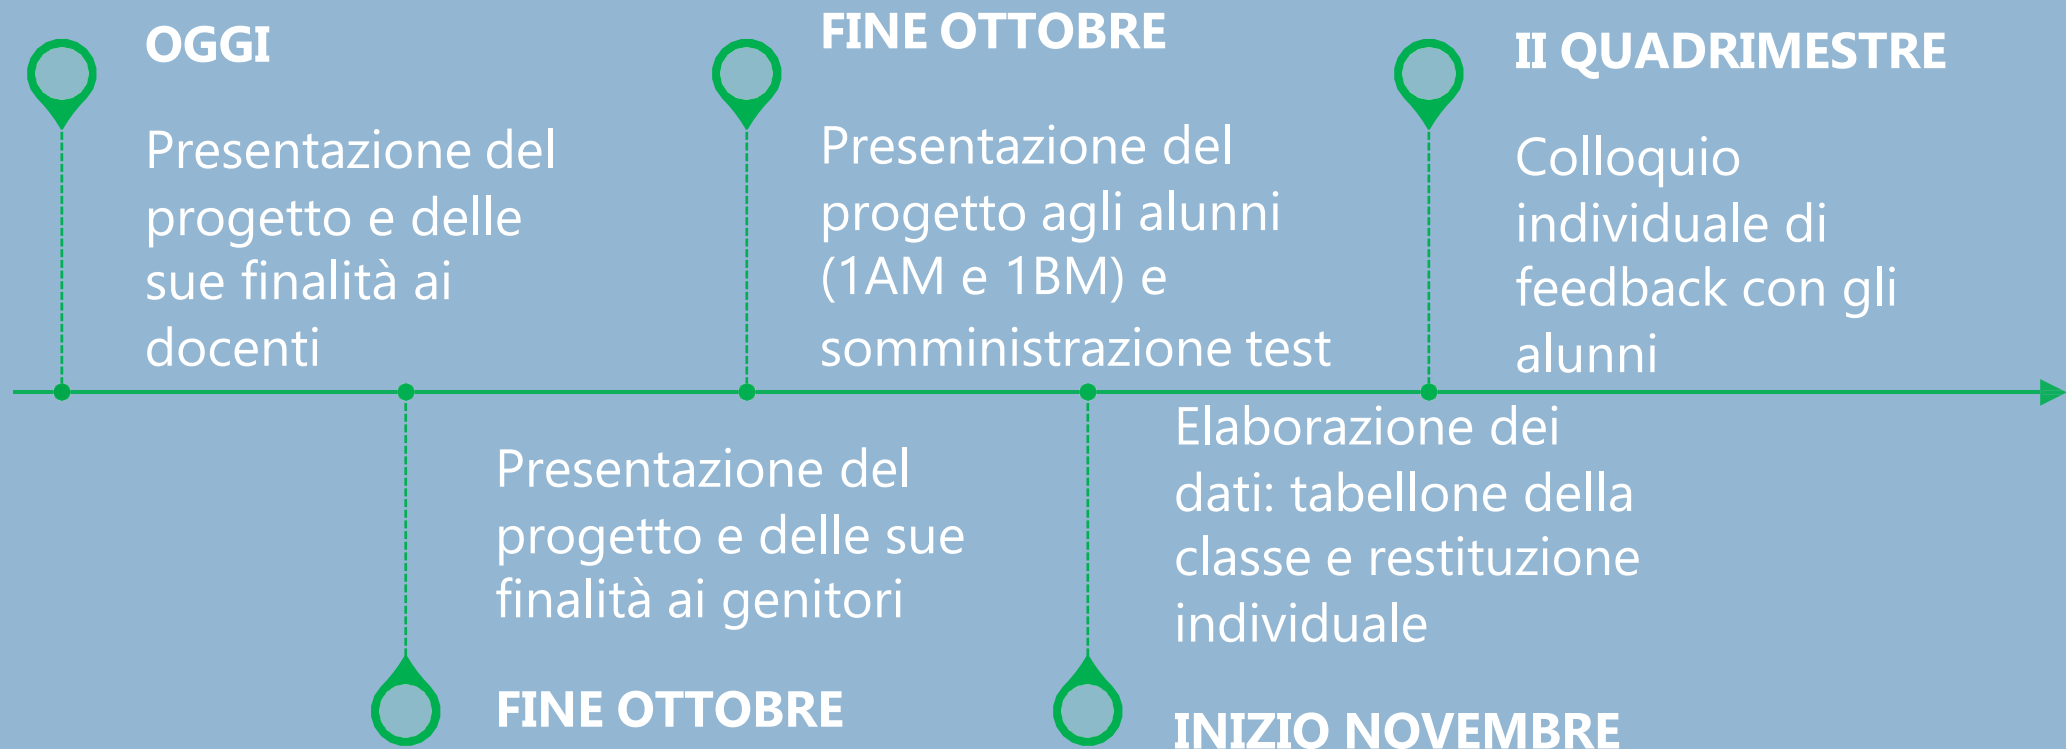 OGGI
Presentazione del
progetto e delle
sue finalità ai
docenti
Presentazione del
progetto e delle sue
finalità ai genitori
FINE OTTOBRE
FINE OTTOBRE
Presentazione del
progetto agli alunni
(1AM e 1BM) e
somministrazione test
Elaborazione dei
dati: tabellone della
classe e restituzione
individuale
INIZIO NOVEMBRE
II QUADRIMESTRE
Colloquio
individuale di
feedback con gli
alunni